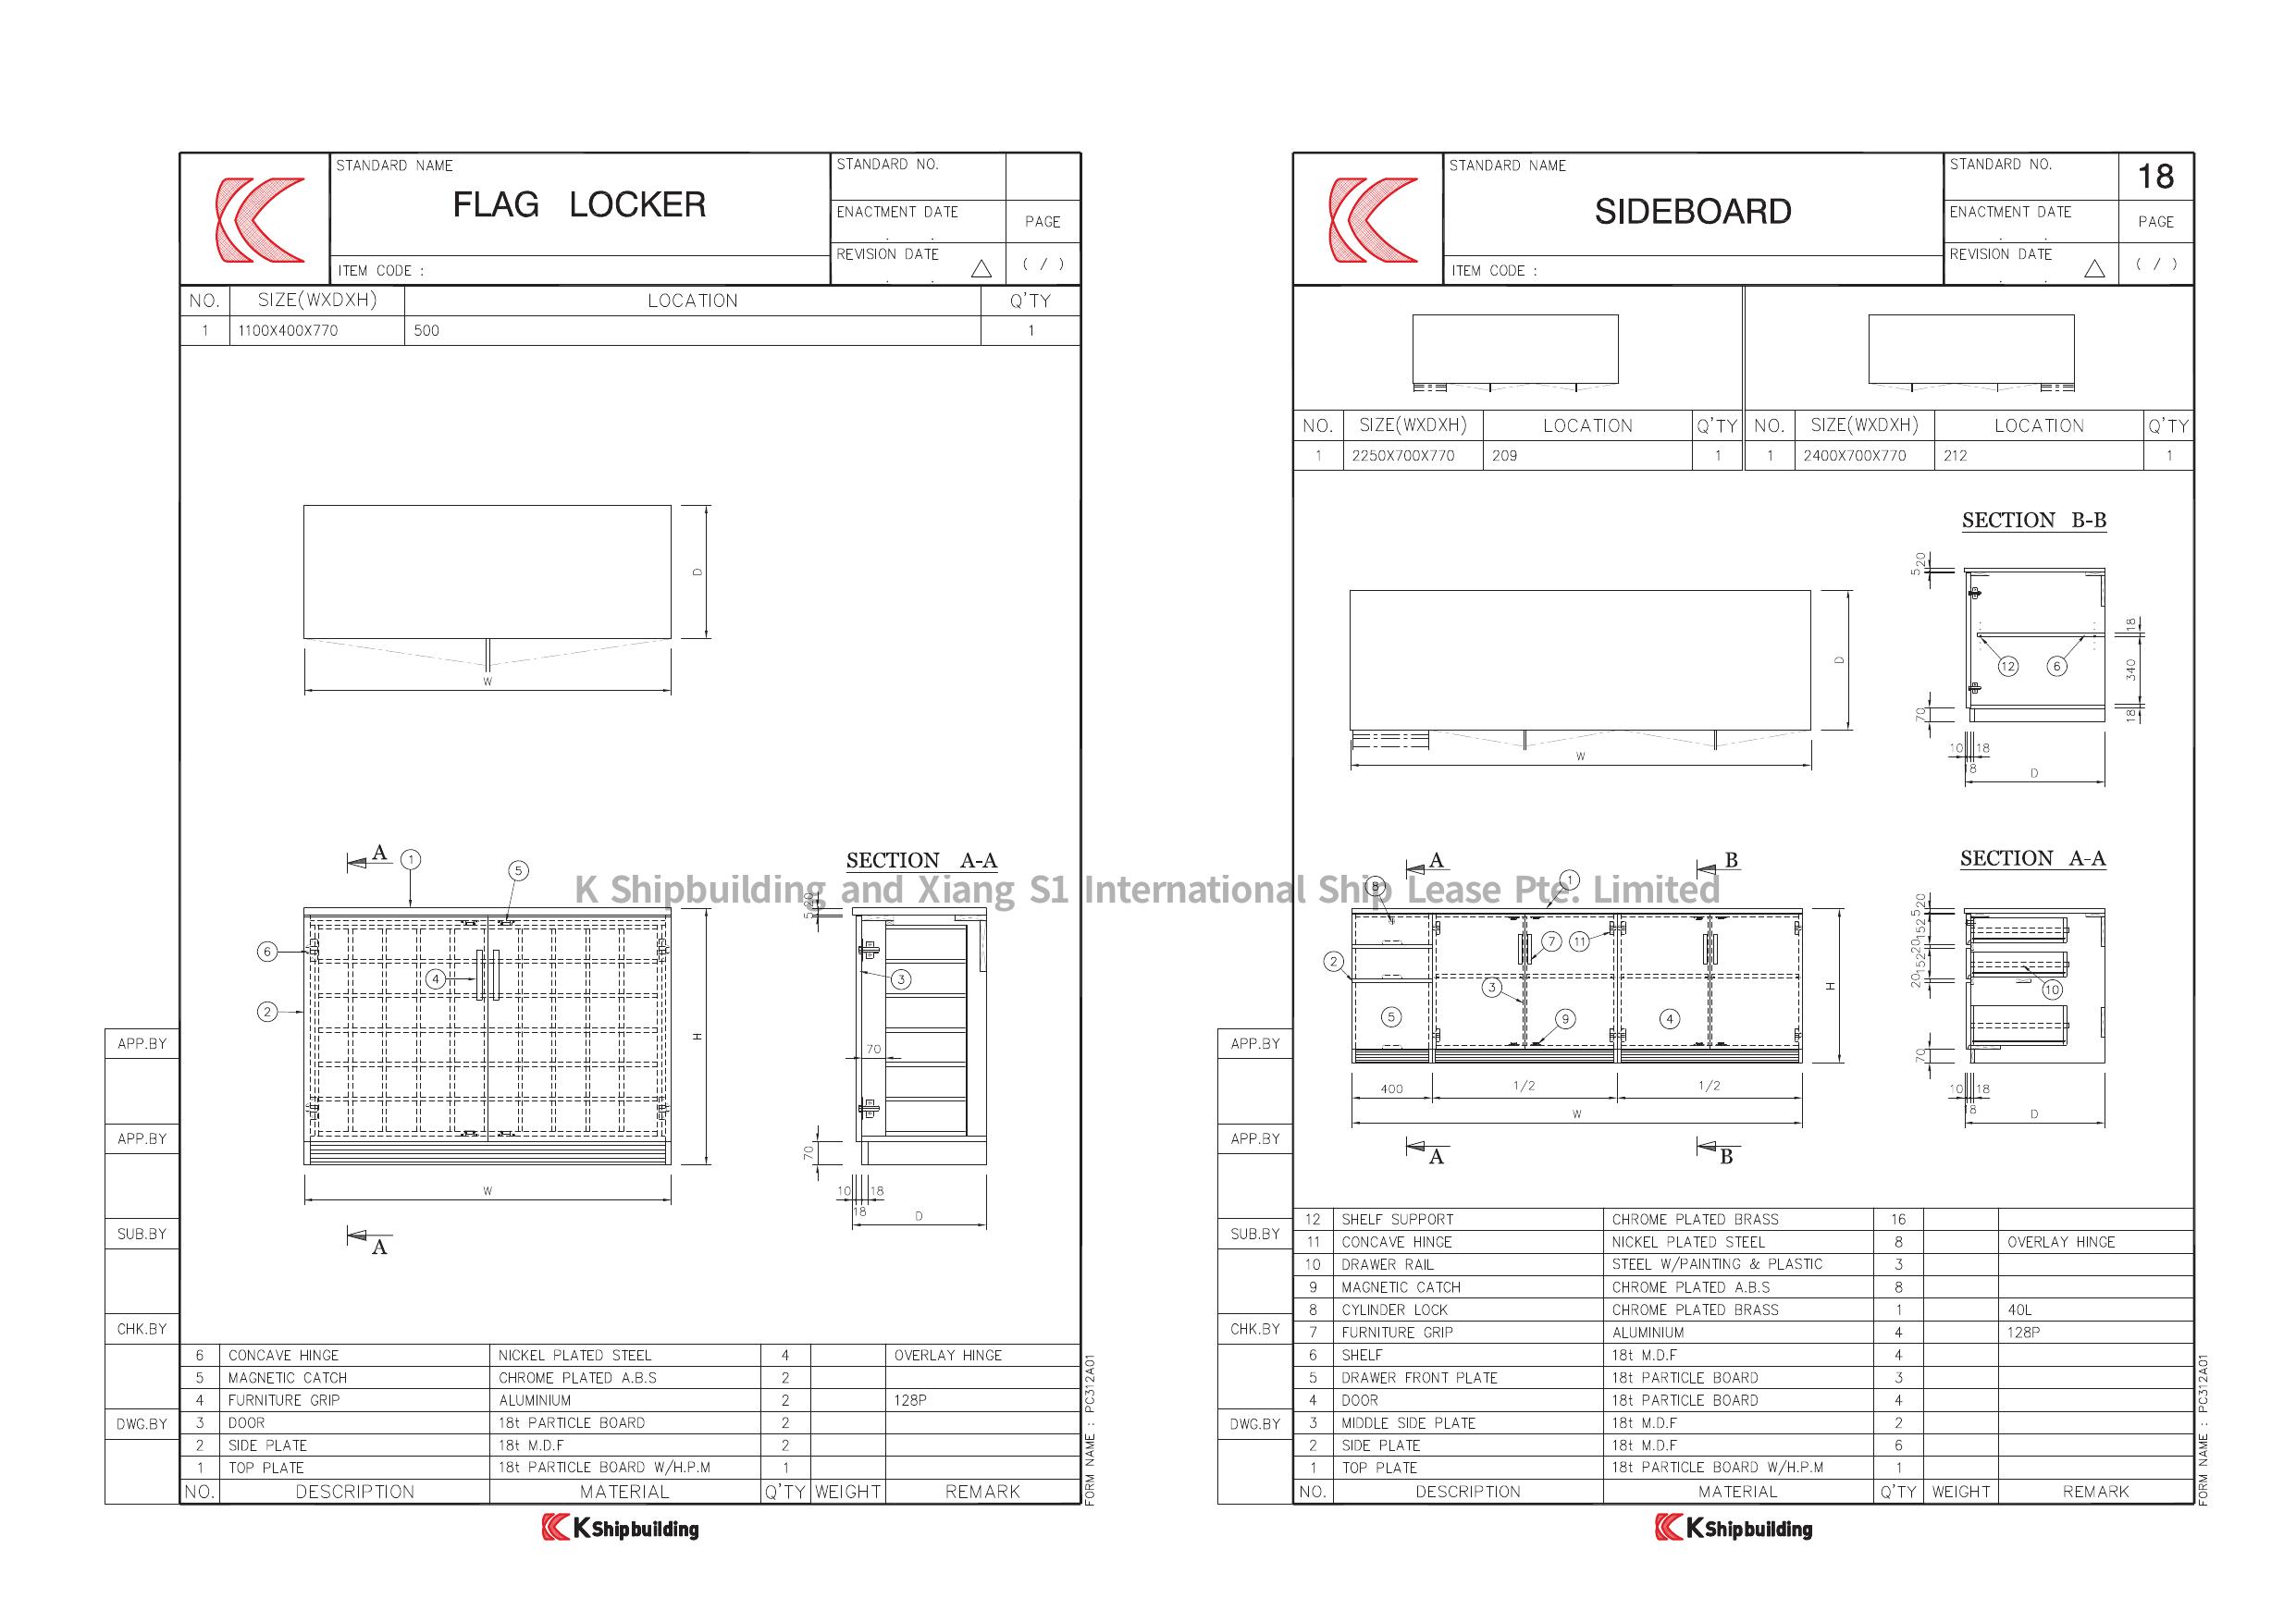 STANDARD NAME
FLAG LOCKER
ITEM CODE :
STANDARD NO.
ENACTMENT DATE
. .
PAGE
REVISION DATE
. .
( / )
NO. SIZE(WXDXH) LOCATION Q'TY
1 1100X400X770 500 1
D
W
A 1 5
SECTION A-A
5 20
6
4
3
2
H
70
70
10 18
18
W
D
A
6 CONCAVE HINGE NICKEL PLATED STEEL 4 OVERLAY HINGE
5 MAGNETIC CATCH CHROME PLATED A.B.S 2
4 FURNITURE GRIP ALUMINIUM 2 128P
3 DOOR 18t PARTICLE BOARD 2
2 SIDE PLATE 18t M.D.F 2
1 TOP PLATE 18t PARTICLE BOARD W/H.P.M 1
NO. DESCRIPTION MATERIAL Q'TY WEIGHT REMARK
APP.BY
APP.BY
SUB.BY
CHK.BY
DWG.BY
FORM NAME : PC312A01
K Shipbuilding
K Shipbuilding and Xiang S1 International Ship Lease Pte. Limited
STANDARD NAME
SIDEBOARD
ITEM CODE :
STANDARD NO.
18
ENACTMENT DATE
. .
PAGE
REVISION DATE
. .
( / )
NO. SIZE(WXDXH) LOCATION Q'TY NO. SIZE(WXDXH) LOCATION Q'TY
1 2250X700X770 209 1 1 2400X700X770 212 1
SECTION B-B
5 20
18
12 6
340
D
70
18
W
10 18
18
D
A B
SECTION A-A
8 1
5 20
152
20
152
20
7 11
2
3
10
H
5 9 4
70
400 1/2 1/2
10 18
18
W
D
A B
12 SHELF SUPPORT CHROME PLATED BRASS 16
11 CONCAVE HINGE NICKEL PLATED STEEL 8 OVERLAY HINGE
10 DRAWER RAIL STEEL W/PAINTING & PLASTIC 3
9 MAGNETIC CATCH CHROME PLATED A.B.S 8
8 CYLINDER LOCK CHROME PLATED BRASS 1 40L
7 FURNITURE GRIP ALUMINIUM 4 128P
6 SHELF 18t M.D.F 4
5 DRAWER FRONT PLATE 18t PARTICLE BOARD 3
4 DOOR 18t PARTICLE BOARD 4
3 MIDDLE SIDE PLATE 18t M.D.F 2
2 SIDE PLATE 18t M.D.F 6
1 TOP PLATE 18t PARTICLE BOARD W/H.P.M 1
NO. DESCRIPTION MATERIAL Q'TY WEIGHT REMARK
APP.BY
APP.BY
SUB.BY
CHK.BY
DWG.BY
FORM NAME : PC312A01
K Shipbuilding